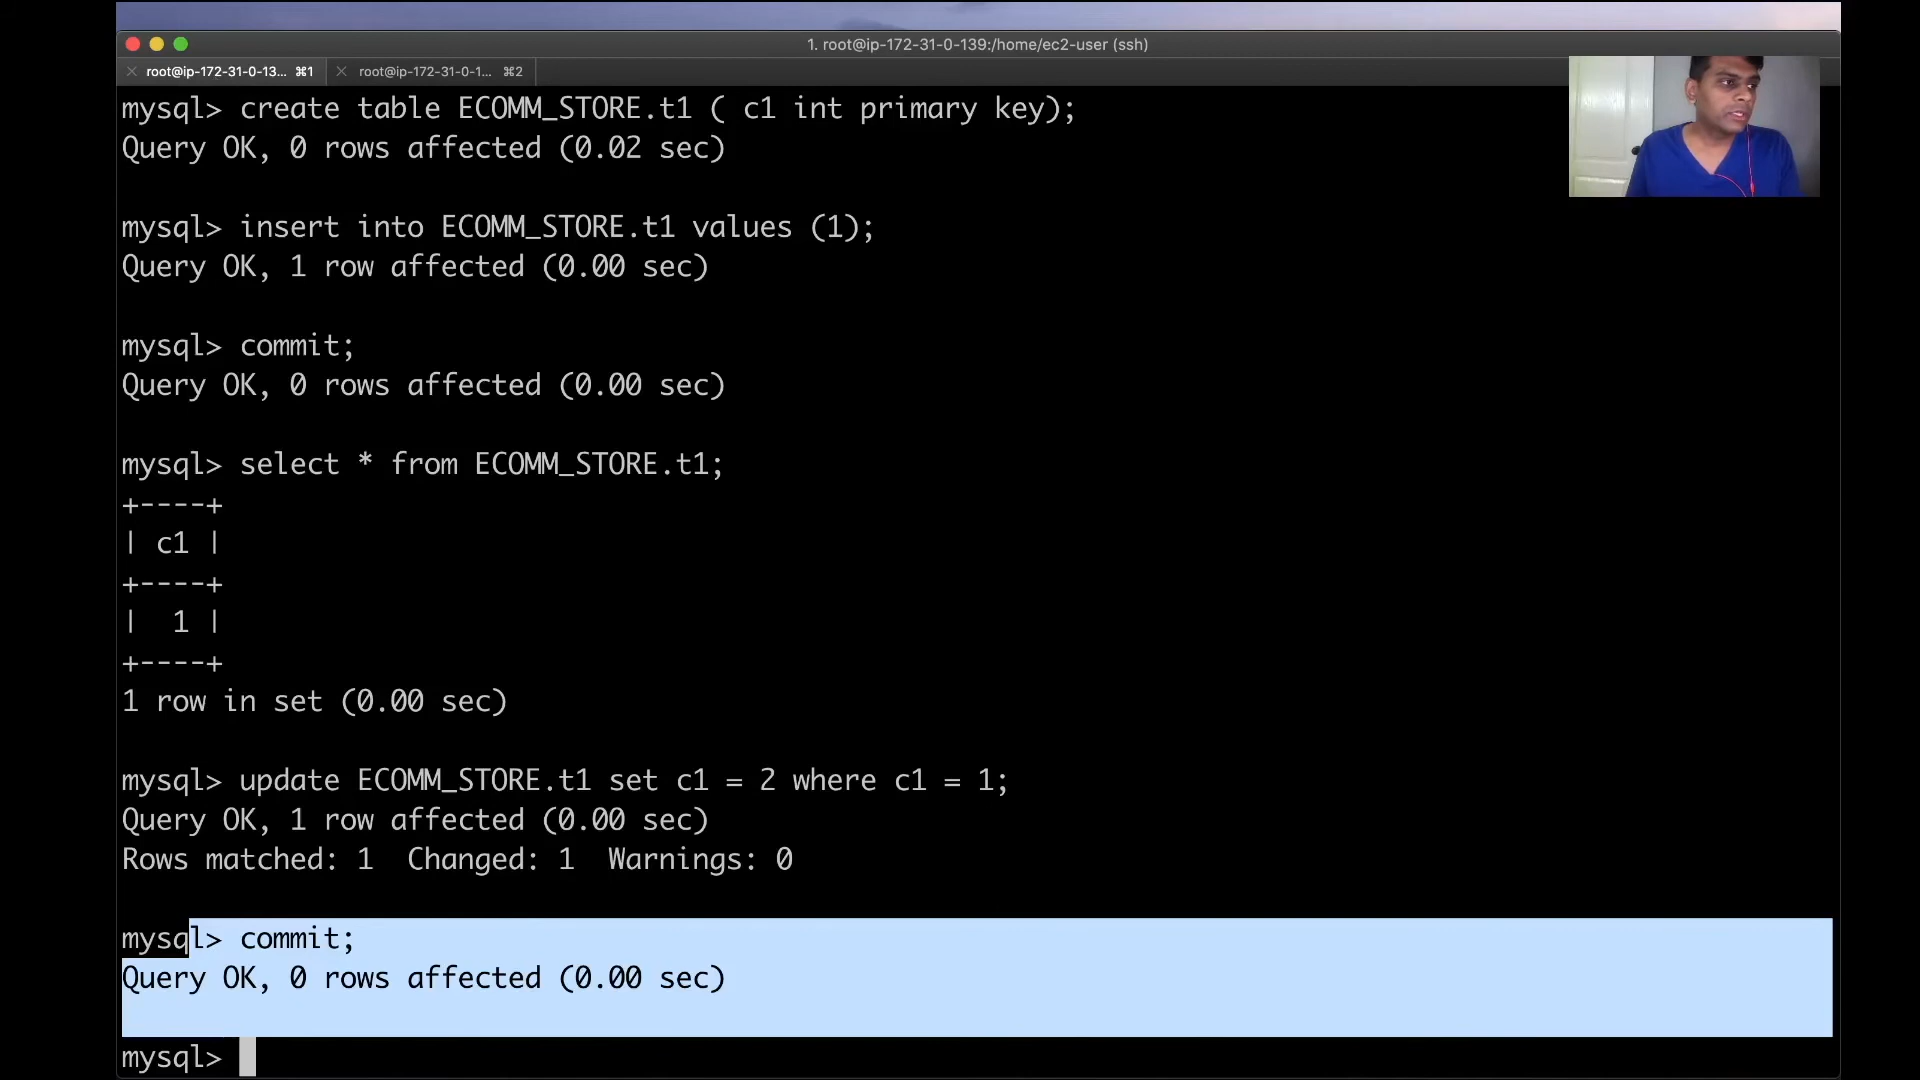 1. root@ip-172-31-0-139:/home/ec2-user (ssh)
root@ip-172-31-0-13... ⌘1 root@ip-172-31-0-1... ⌘2
mysql> create table ECOMM_STORE.t1 ( c1 int primary key);
Query OK, 0 rows affected (0.02 sec)
mysql> insert into ECOMM_STORE.t1 values (1);
Query OK, 1 row affected (0.00 sec)
mysql> commit;
Query OK, 0 rows affected (0.00 sec)
mysql> select * from ECOMM_STORE.t1;
+----+
| c1 |
+----+
|  1 |
+----+
1 row in set (0.00 sec)
mysql> update ECOMM_STORE.t1 set c1 = 2 where c1 = 1;
Query OK, 1 row affected (0.00 sec)
Rows matched: 1  Changed: 1  Warnings: 0
mysql> commit;
Query OK, 0 rows affected (0.00 sec)
mysql>